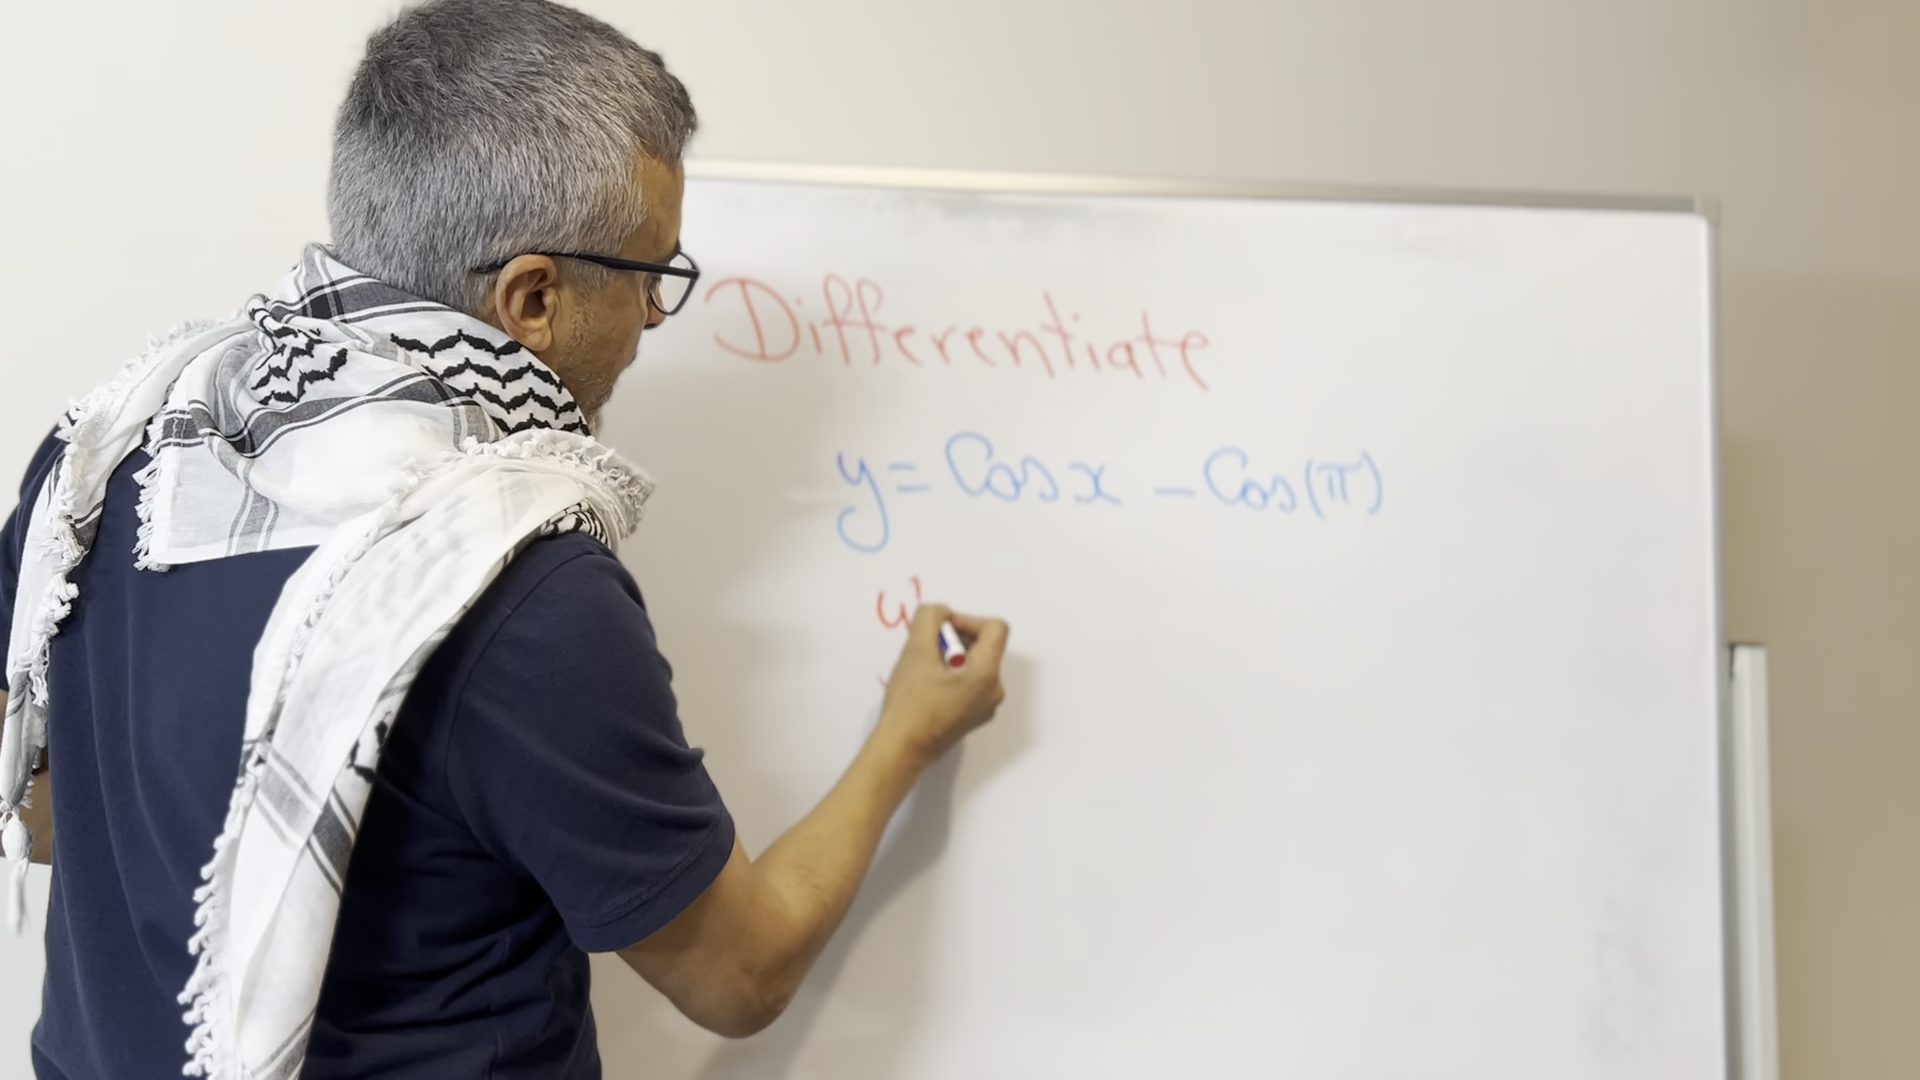 Differentiate
y = Cos x - Cos(π)
y'